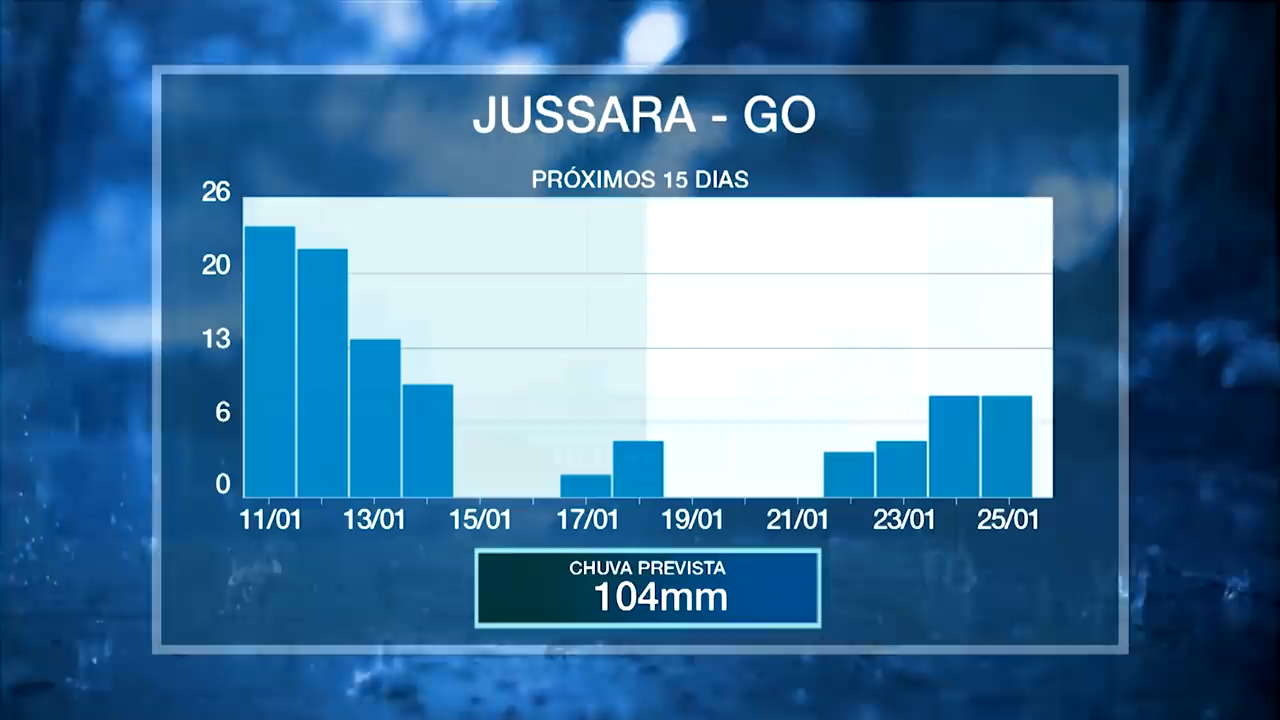 JUSSARA - GO
PRÓXIMOS 15 DIAS
26
20
13
6
0
11/01 13/01 15/01 17/01 19/01 21/01 23/01 25/01
CHUVA PREVISTA
104mm